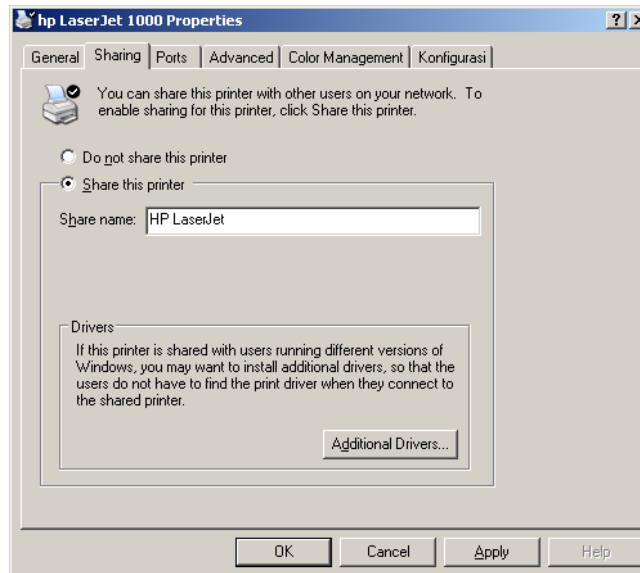 hp LaserJet 1000 Properties
General Sharing Ports Advanced Color Management Konfigurasi
You can share this printer with other users on your network. To
enable sharing for this printer, click Share this printer.
Do not share this printer
Share this printer
Share name: HP LaserJet
Drivers
If this printer is shared with users running different versions of
Windows, you may want to install additional drivers, so that the
users do not have to find the print driver when they connect to
the shared printer.
Additional Drivers...
OK Cancel Apply Help